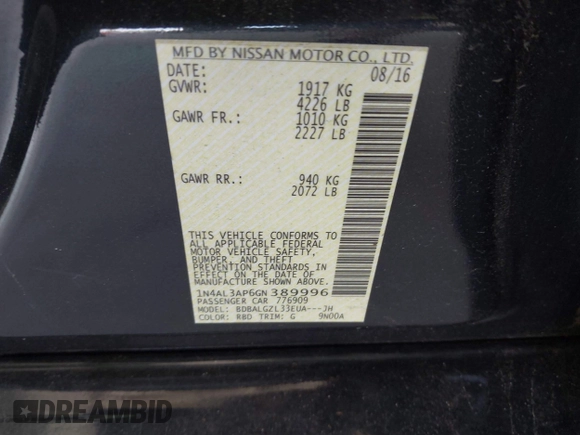 MFD BY NISSAN MOTOR CO., LTD.
DATE: 08/16
GVWR: 1917 KG
4226 LB
GAWR FR.: 1010 KG
2227 LB
GAWR RR.: 940 KG
2072 LB
THIS VEHICLE CONFORMS TO
ALL APPLICABLE FEDERAL
MOTOR VEHICLE SAFETY,
BUMPER, AND THEFT
PREVENTION STANDARDS IN
EFFECT ON THE DATE OF
MANUFACTURE SHOWN ABOVE.
1N4AL3AP6GN389996
PASSENGER CAR 776909
MODEL: BDBALGZL33EUA---JH
COLOR: RBD TRIM: G 9N00A
DREAMBID